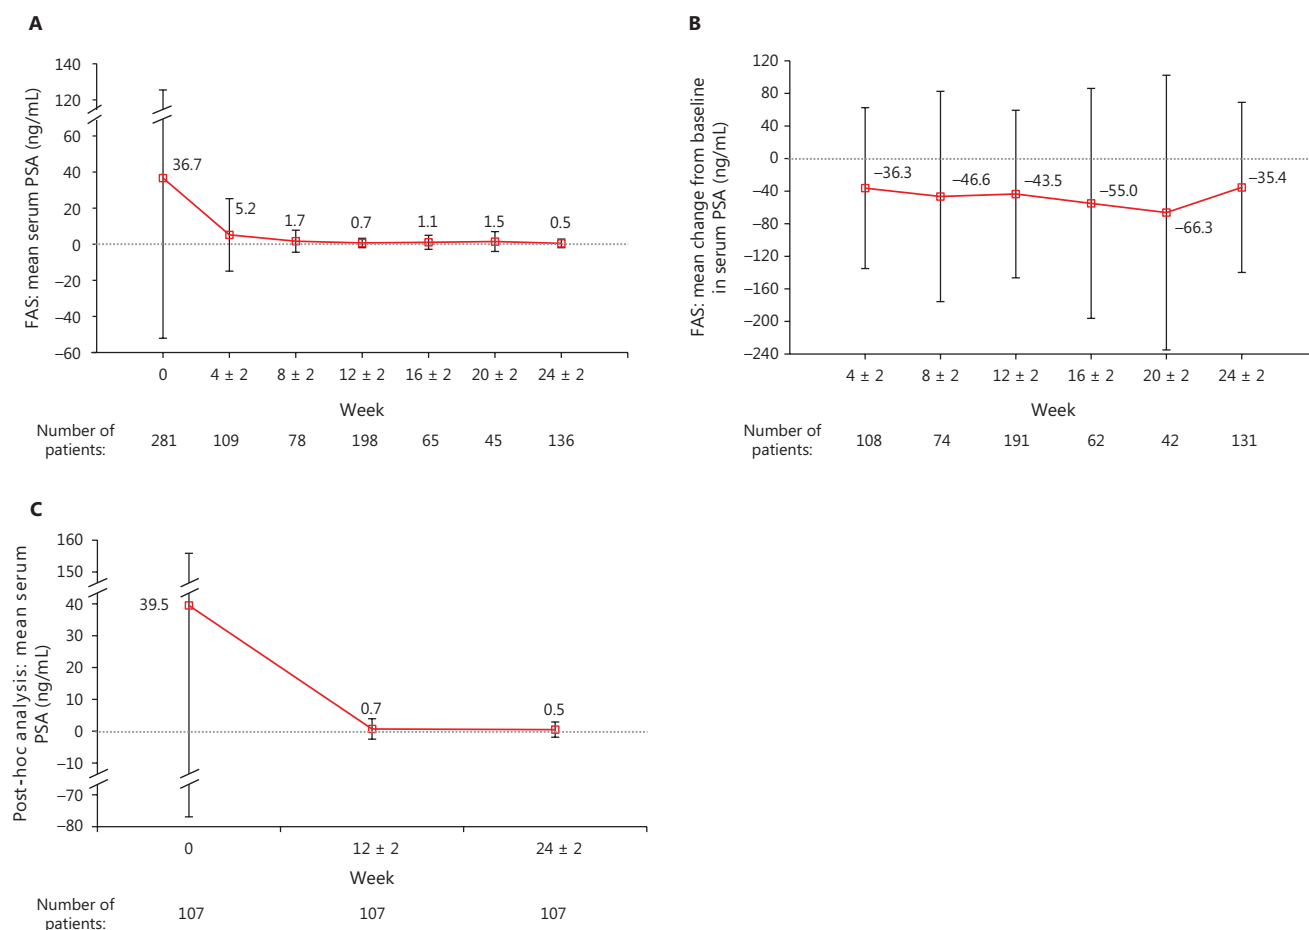 A
FAS: mean serum PSA (ng/mL)
140
120
60
40
20
0
−20
−40
−60
36.7
5.2
1.7
0.7
1.1
1.5
0.5
0 4 ± 2 8 ± 2 12 ± 2 16 ± 2 20 ± 2 24 ± 2
Week
Number of
patients:
281 109 78 198 65 45 136
B
FAS: mean change from baseline
in serum PSA (ng/mL)
120
80
40
0
−40
−80
−120
−160
−200
−240
−36.3
−46.6
−43.5
−55.0
−66.3
−35.4
4 ± 2 8 ± 2 12 ± 2 16 ± 2 20 ± 2 24 ± 2
Week
Number of
patients:
108 74 191 62 42 131
C
Post-hoc analysis: mean serum
PSA (ng/mL)
160
150
40
30
20
10
0
−10
−70
−80
39.5
0.7
0.5
0 12 ± 2 24 ± 2
Week
Number of
patients:
107 107 107